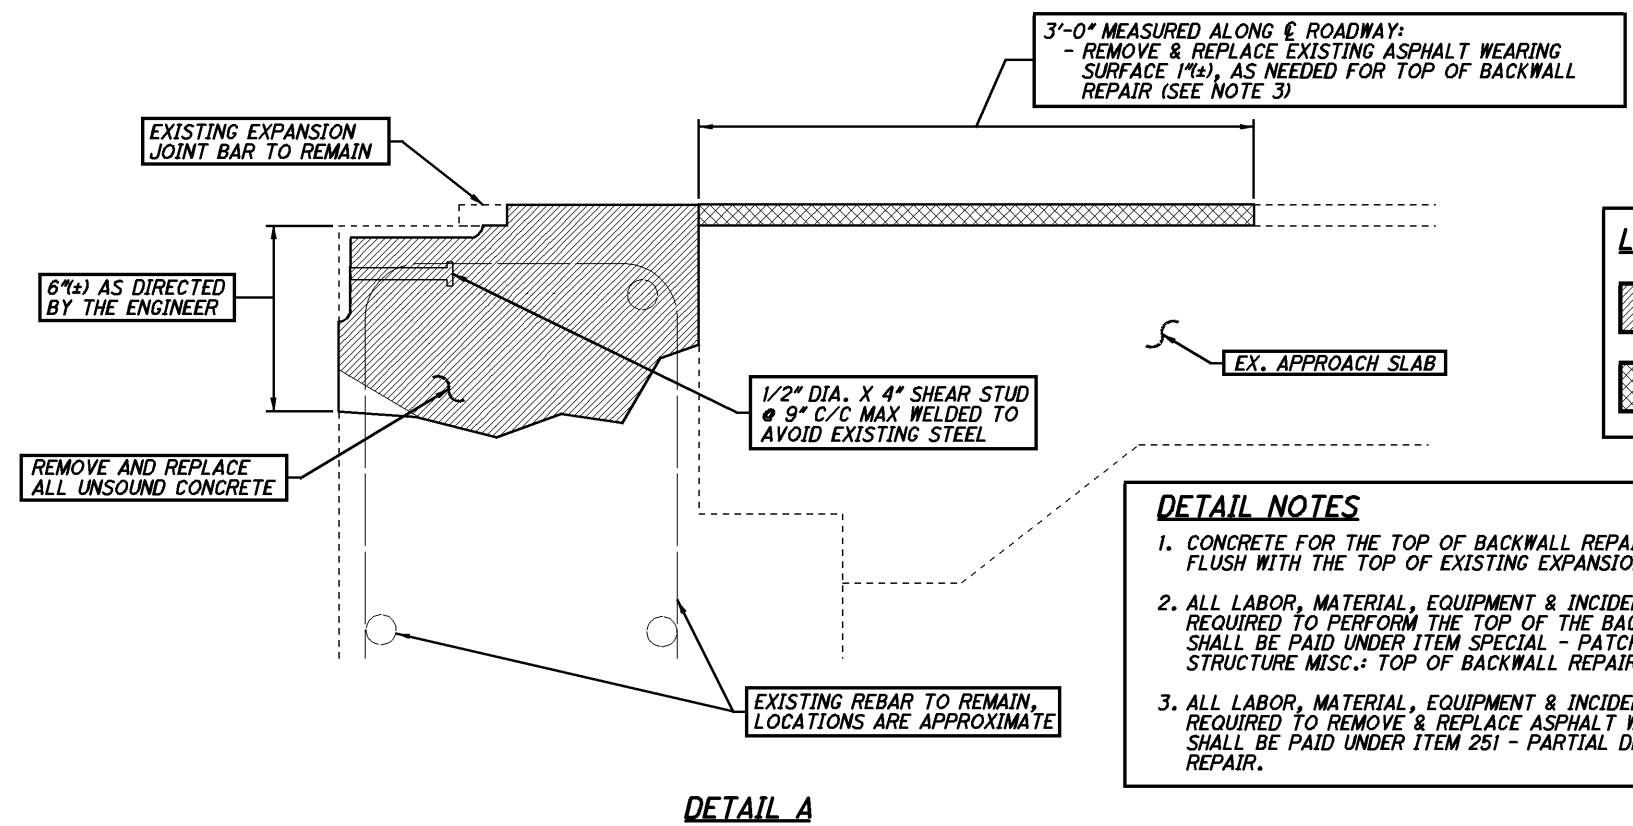 3'-0" MEASURED ALONG ℄ ROADWAY:
- REMOVE & REPLACE EXISTING ASPHALT WEARING
SURFACE 1"(±), AS NEEDED FOR TOP OF BACKWALL
REPAIR (SEE NOTE 3)
EXISTING EXPANSION
JOINT BAR TO REMAIN
6"(±) AS DIRECTED
BY THE ENGINEER
EX. APPROACH SLAB
1/2" DIA. X 4" SHEAR STUD
@ 9" C/C MAX WELDED TO
AVOID EXISTING STEEL
REMOVE AND REPLACE
ALL UNSOUND CONCRETE
DETAIL NOTES
1. CONCRETE FOR THE TOP OF BACKWALL
FLUSH WITH THE TOP OF EXISTING
2. ALL LABOR, MATERIAL, EQUIPMENT &
REQUIRED TO PERFORM THE TOP OF THE
SHALL BE PAID UNDER ITEM SPECIAL -
STRUCTURE MISC.: TOP OF BACKWALL REPAIR
3. ALL LABOR, MATERIAL, EQUIPMENT &
REQUIRED TO REMOVE & REPLACE ASPHALT
SHALL BE PAID UNDER ITEM 251 - PARTIAL
REPAIR.
EXISTING REBAR TO REMAIN,
LOCATIONS ARE APPROXIMATE
DETAIL A